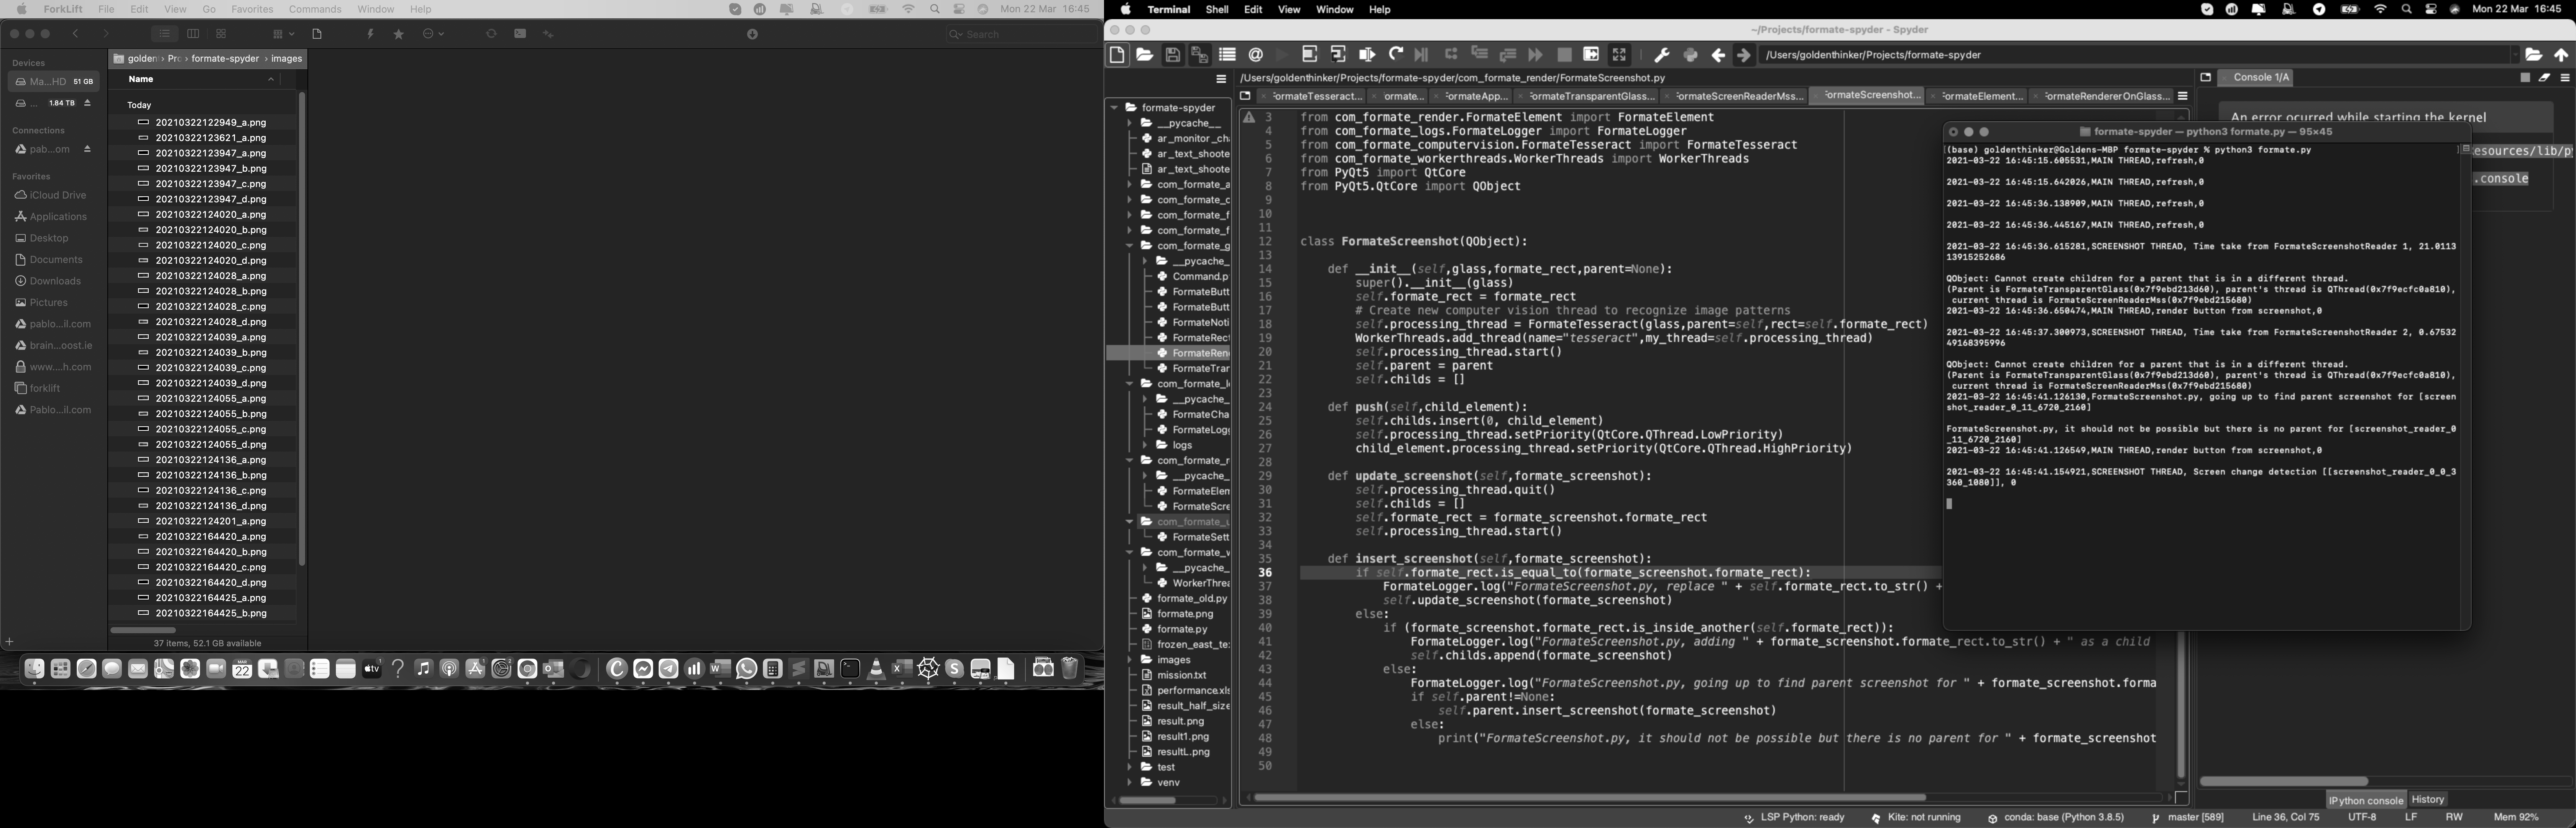 ForkLift File Edit View Go Favorites Commands Window Help Mon 22 Mar 16:45
Search
Devices
Ma...HD 51 GB
... 1.84 TB
Connections
pab...om
Favorites
iCloud Drive
Applications
Desktop
Documents
Downloads
Pictures
pablo...il.com
brain...oost.ie
www....h.com
forklift
Pablo...il.com
golden › Pr › formate-spyder › images
Name
Today
20210322122949_a.png
20210322123621_a.png
20210322123947_a.png
20210322123947_b.png
20210322123947_c.png
20210322123947_d.png
20210322124020_a.png
20210322124020_b.png
20210322124020_c.png
20210322124020_d.png
20210322124028_a.png
20210322124028_b.png
20210322124028_c.png
20210322124028_d.png
20210322124039_a.png
20210322124039_b.png
20210322124039_c.png
20210322124039_d.png
20210322124055_a.png
20210322124055_b.png
20210322124055_c.png
20210322124055_d.png
20210322124136_a.png
20210322124136_b.png
20210322124136_c.png
20210322124136_d.png
20210322124201_a.png
20210322164420_a.png
20210322164420_b.png
20210322164420_c.png
20210322164420_d.png
20210322164425_a.png
20210322164425_b.png
37 items, 52.1 GB available
Terminal Shell Edit View Window Help Mon 22 Mar 16:45
~/Projects/formate-spyder - Spyder
/Users/goldenthinker/Projects/formate-spyder
/Users/goldenthinker/Projects/formate-spyder/com_formate_render/FormateScreenshot.py
formate-spyder
__pycache__
ar_monitor_ch
ar_text_shoote
ar_text_shoote
com_formate_a
com_formate_c
com_formate_f
com_formate_f
com_formate_g
__pycache_
Command.p
FormateButt
FormateButt
FormateNoti
FormateRect
FormateRen
FormateTrar
com_formate_l
__pycache_
FormateCha
FormateLogg
logs
com_formate_r
__pycache_
FormateElem
FormateScre
com_formate_u
FormateSett
com_formate_w
__pycache_
WorkerThrea
formate_old.py
formate.png
formate.py
frozen_east_te
images
mission.txt
performance.xls
result_half_size
result.png
result1.png
resultL.png
test
venv
ormateTesseract... ormate... ormateApp... ormateTransparentGlass... ormateScreenReaderMss... ormateScreenshot... ormateElement... ormateRendererOnGlass...
3 from com_formate_render.FormateElement import FormateElement
4 from com_formate_logs.FormateLogger import FormateLogger
5 from com_formate_computervision.FormateTesseract import FormateTesseract
6 from com_formate_workerthreads.WorkerThreads import WorkerThreads
7 from PyQt5 import QtCore
8 from PyQt5.QtCore import QObject
9
10
11
12 class FormateScreenshot(QObject):
13
14 def __init__(self,glass,formate_rect,parent=None):
15 super().__init__(glass)
16 self.formate_rect = formate_rect
17 # Create new computer vision thread to recognize image patterns
18 self.processing_thread = FormateTesseract(glass,parent=self,rect=self.formate_rect)
19 WorkerThreads.add_thread(name="tesseract",my_thread=self.processing_thread)
20 self.processing_thread.start()
21 self.parent = parent
22 self.childs = []
23
24 def push(self,child_element):
25 self.childs.insert(0, child_element)
26 self.processing_thread.setPriority(QtCore.QThread.LowPriority)
27 child_element.processing_thread.setPriority(QtCore.QThread.HighPriority)
28
29 def update_screenshot(self,formate_screenshot):
30 self.processing_thread.quit()
31 self.childs = []
32 self.formate_rect = formate_screenshot.formate_rect
33 self.processing_thread.start()
34
35 def insert_screenshot(self,formate_screenshot):
36 if self.formate_rect.is_equal_to(formate_screenshot.formate_rect):
37 FormateLogger.log("FormateScreenshot.py, replace " + self.formate_rect.to_str() +
38 self.update_screenshot(formate_screenshot)
39 else:
40 if (formate_screenshot.formate_rect.is_inside_another(self.formate_rect)):
41 FormateLogger.log("FormateScreenshot.py, adding " + formate_screenshot.formate_rect.to_str() + " as a child
42 self.childs.append(formate_screenshot)
43 else:
44 FormateLogger.log("FormateScreenshot.py, going up to find parent screenshot for " + formate_screenshot.forma
45 if self.parent!=None:
46 self.parent.insert_screenshot(formate_screenshot)
47 else:
48 print("FormateScreenshot.py, it should not be possible but there is no parent for " + formate_screenshot
49
50
Console 1/A
An error ocurred while starting the kernel
esources/lib/p
.console
formate-spyder — python3 formate.py — 95×45
(base) goldenthinker@Goldens-MBP formate-spyder % python3 formate.py
2021-03-22 16:45:15.605531,MAIN THREAD,refresh,0
2021-03-22 16:45:15.642026,MAIN THREAD,refresh,0
2021-03-22 16:45:36.138909,MAIN THREAD,refresh,0
2021-03-22 16:45:36.445167,MAIN THREAD,refresh,0
2021-03-22 16:45:36.615281,SCREENSHOT THREAD, Time take from FormateScreenshotReader 1, 21.0113
13915252686
QObject: Cannot create children for a parent that is in a different thread.
(Parent is FormateTransparentGlass(0x7f9ebd213d60), parent's thread is QThread(0x7f9ecfc0a810),
current thread is FormateScreenReaderMss(0x7f9ebd215680)
2021-03-22 16:45:36.650474,MAIN THREAD,render button from screenshot,0
2021-03-22 16:45:37.300973,SCREENSHOT THREAD, Time take from FormateScreenshotReader 2, 0.67532
49168395996
QObject: Cannot create children for a parent that is in a different thread.
(Parent is FormateTransparentGlass(0x7f9ebd213d60), parent's thread is QThread(0x7f9ecfc0a810),
current thread is FormateScreenReaderMss(0x7f9ebd215680)
2021-03-22 16:45:41.126130,FormateScreenshot.py, going up to find parent screenshot for [screen
shot_reader_0_11_6720_2160]
FormateScreenshot.py, it should not be possible but there is no parent for [screenshot_reader_0
_11_6720_2160]
2021-03-22 16:45:41.126549,MAIN THREAD,render button from screenshot,0
2021-03-22 16:45:41.154921,SCREENSHOT THREAD, Screen change detection [[screenshot_reader_0_0_3
360_1080]], 0
IPython console History
LSP Python: ready Kite: not running conda: base (Python 3.8.5) master [589] Line 36, Col 75 UTF-8 LF RW Mem 92%